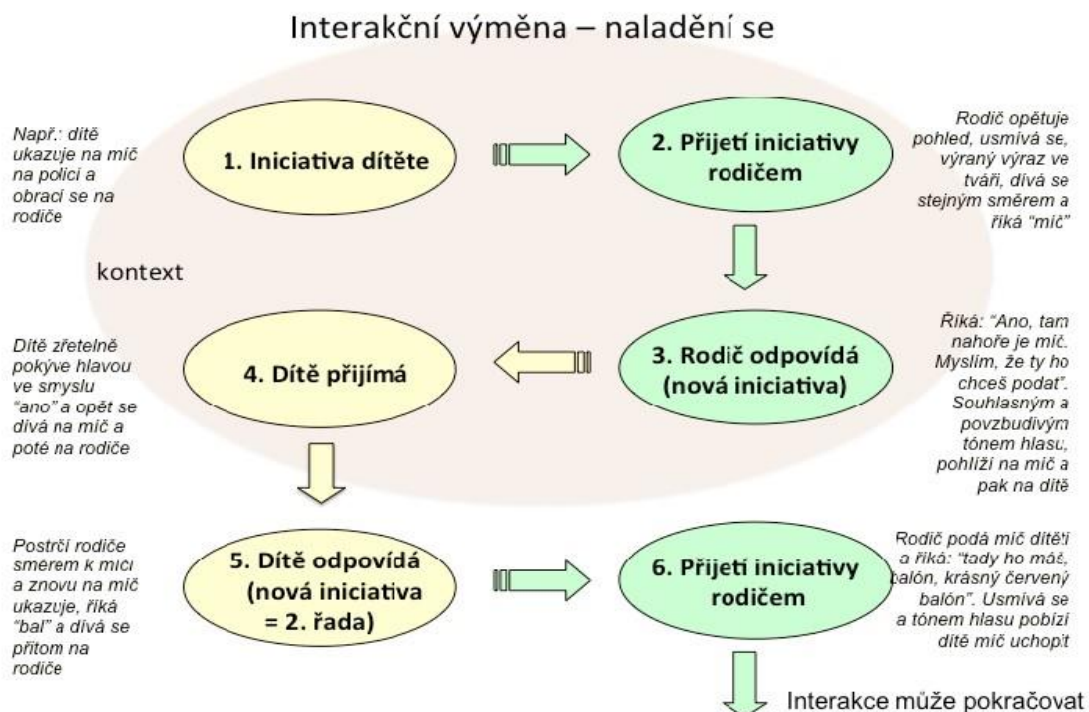 Interakční výměna – naladění se
Např.: dítě
ukazuje na míč
na polici a
obrací se na
rodiče
1. Iniciativa dítěte
2. Přijetí iniciativy
rodičem
Rodič opětuje
pohled, usmívá se,
výraný výraz ve
tváři, dívá se
stejným směrem a
říká “míč”
kontext
Dítě zřetelně
pokýve hlavou
ve smyslu
“ano” a opět se
dívá na míč a
poté na rodiče
4. Dítě přijímá
3. Rodič odpovídá
(nová iniciativa)
Říká: “Ano, tam
nahoře je míč.
Myslím, že ty ho
chceš podat”.
Souhlasným a
povzbudivým
tónem hlasu,
pohlíží na míč a
pak na dítě
Postrčí rodiče
směrem k míči
a znovu na míč
ukazuje, říká
“bal” a dívá se
přitom na
rodiče
5. Dítě odpovídá
(nová iniciativa
= 2. řada)
6. Přijetí iniciativy
rodičem
Rodič podá míč dítěti
a říká: “tady ho máš,
balón, krásný červený
balón”. Usmívá se
a tónem hlasu pobízí
dítě míč uchopit
Interakce může pokračovat